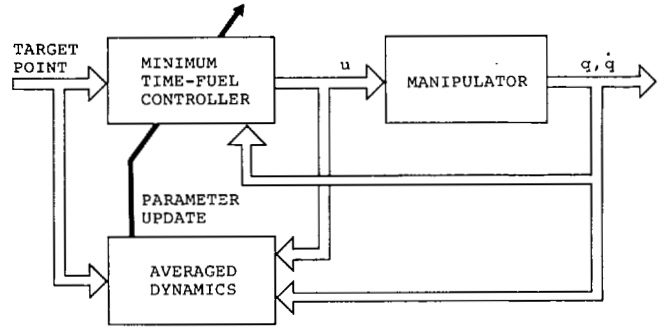 TARGET
POINT
MINIMUM
TIME-FUEL
CONTROLLER
u
MANIPULATOR
q, q̇
PARAMETER
UPDATE
AVERAGED
DYNAMICS